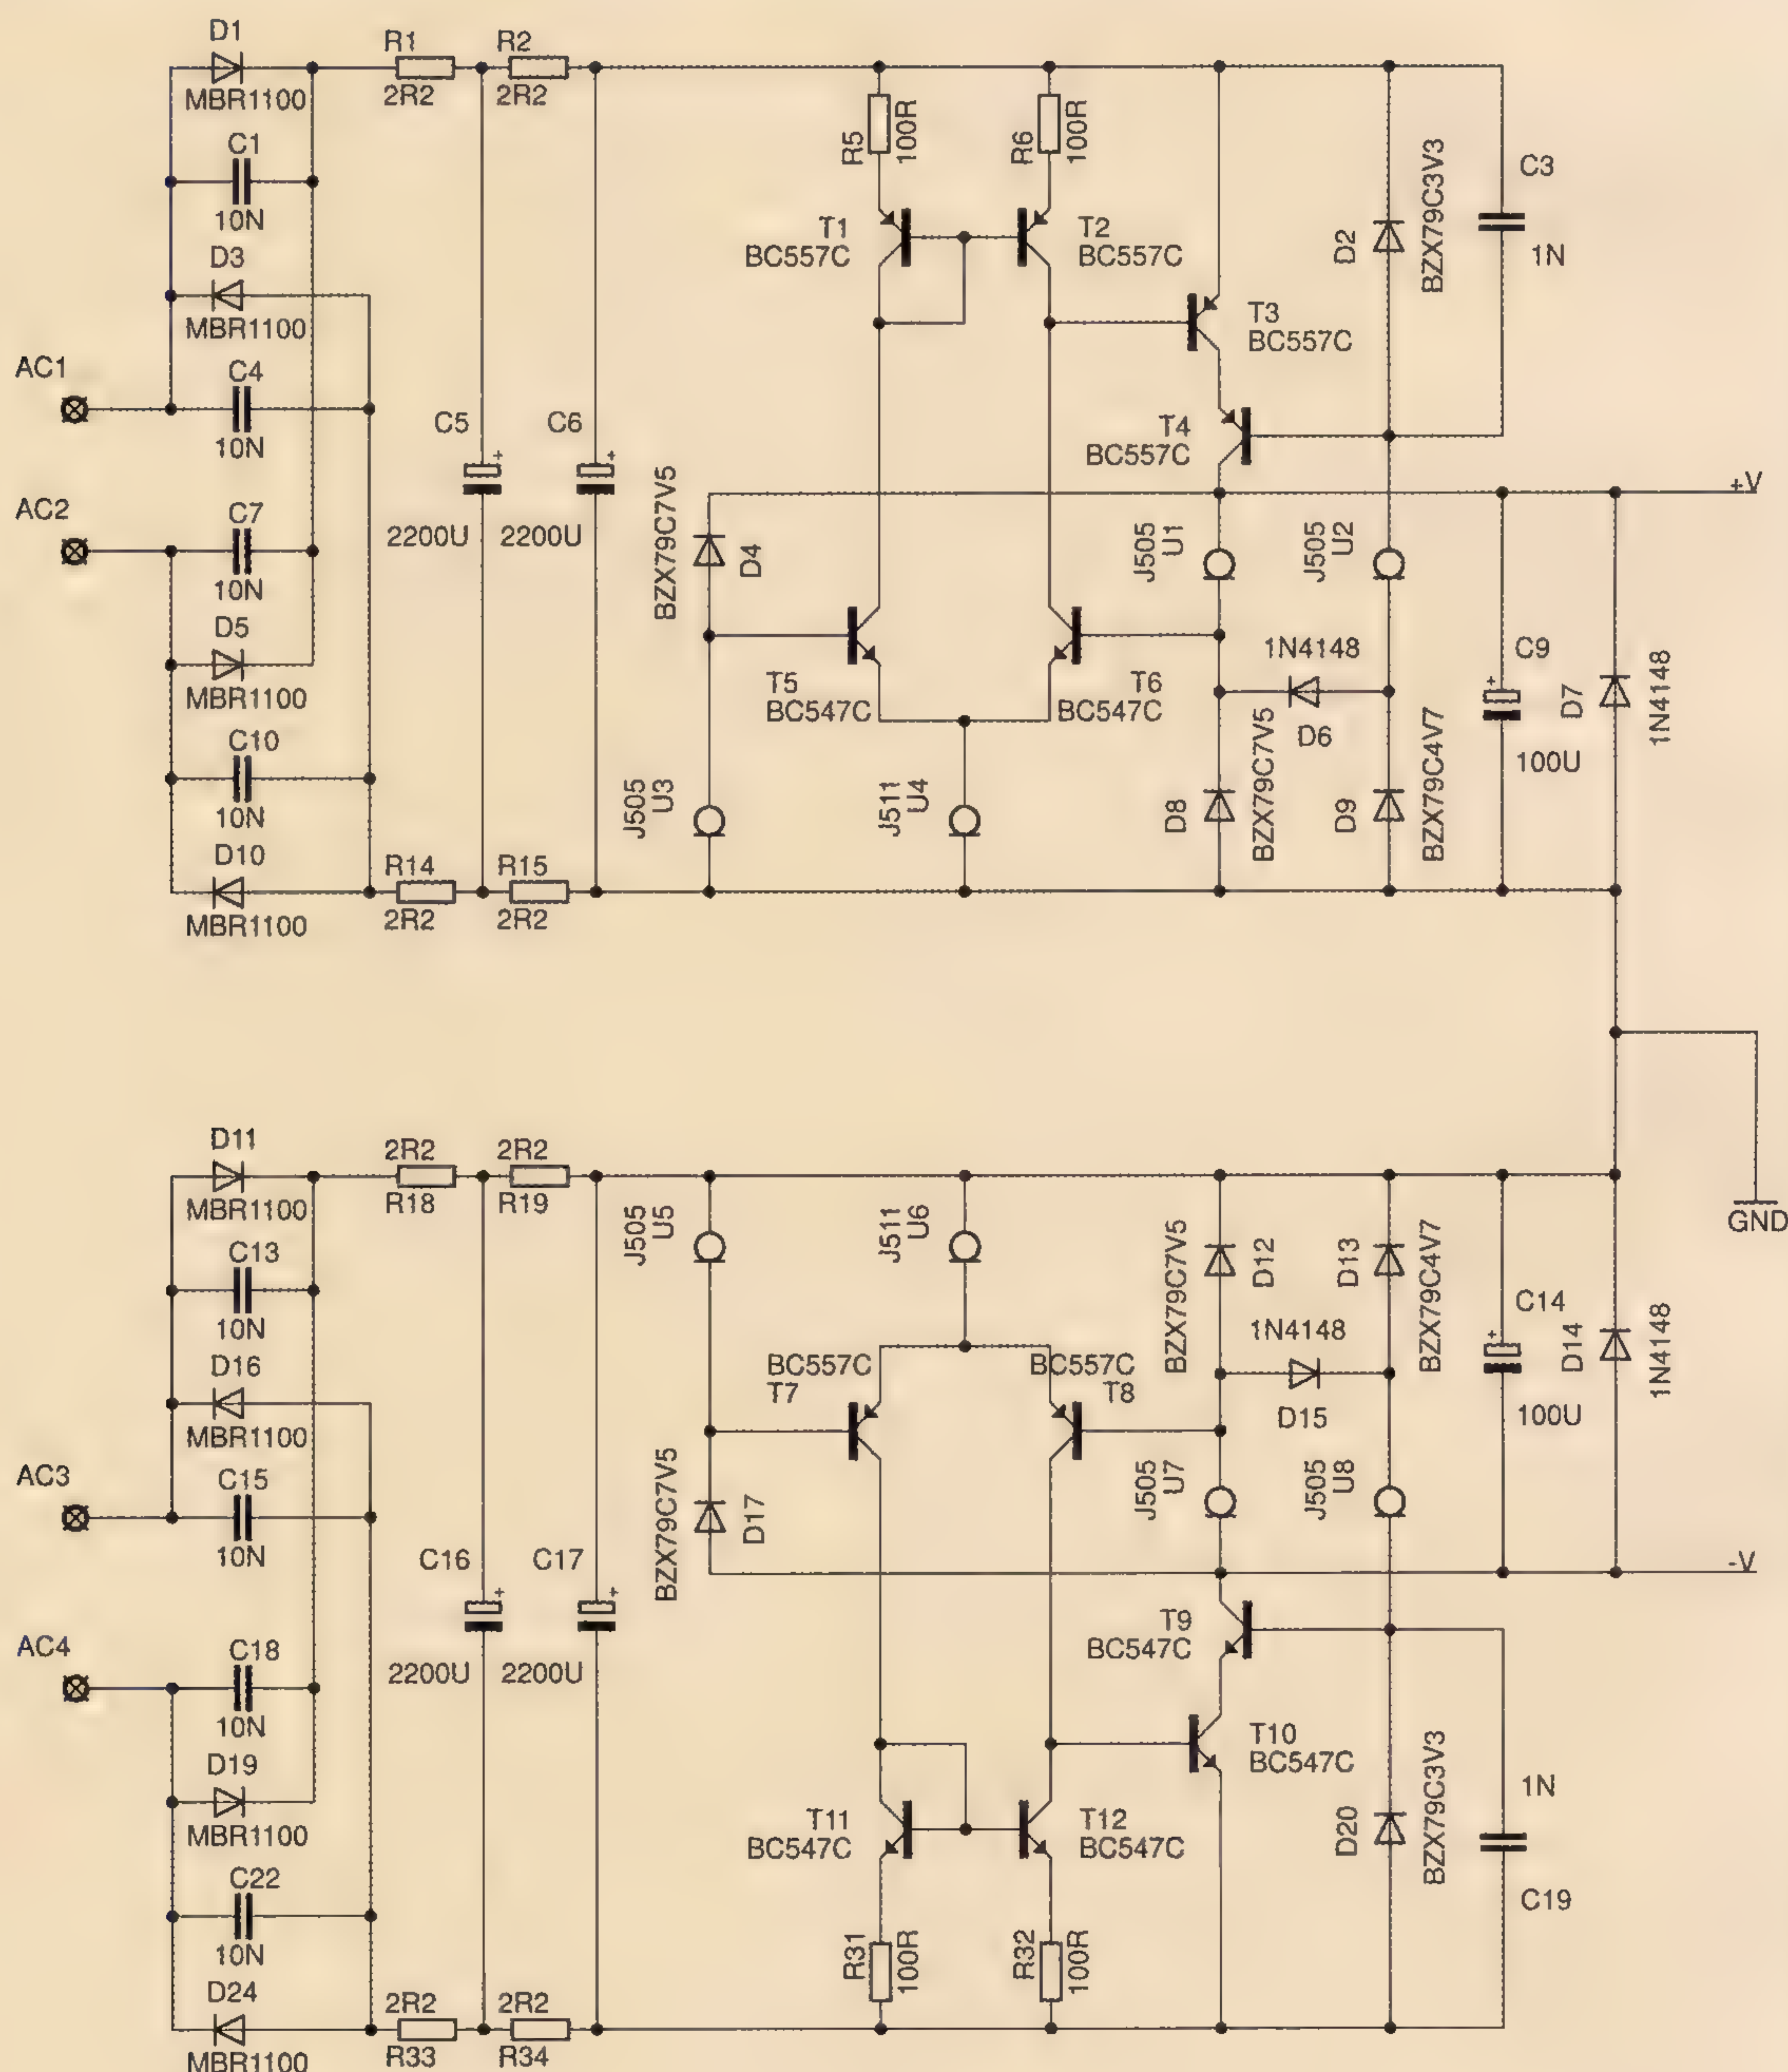 D1
MBR1100
C1
10N
D3
MBR1100
AC1
C4
10N
AC2
C7
10N
D5
MBR1100
C10
10N
D10
MBR1100
R1
2R2
R2
2R2
C5
2200U
C6
2200U
R14
2R2
R15
2R2
R5
100R
R6
100R
T1
BC557C
T2
BC557C
T3
BC557C
T4
BC557C
D2
BZX79C3V3
C3
1N
+V
BZX79C7V5
D4
J505
U1
J505
U2
T5
BC547C
T6
BC547C
1N4148
D6
C9
100U
D7
1N4148
J505
U3
J511
U4
D8
BZX79C7V5
D9
BZX79C4V7
GND
D11
MBR1100
C13
10N
D16
MBR1100
AC3
C15
10N
AC4
C18
10N
D19
MBR1100
C22
10N
D24
MBR1100
2R2
R18
2R2
R19
C16
2200U
C17
2200U
2R2
R33
2R2
R34
J505
U5
J511
U6
BZX79C7V5
D12
D13
BZX79C4V7
BC557C
T7
BC557C
T8
1N4148
D15
C14
100U
D14
1N4148
BZX79C7V5
D17
J505
U7
J505
U8
-V
T9
BC547C
T10
BC547C
T11
BC547C
T12
BC547C
D20
BZX79C3V3
1N
C19
R31
100R
R32
100R